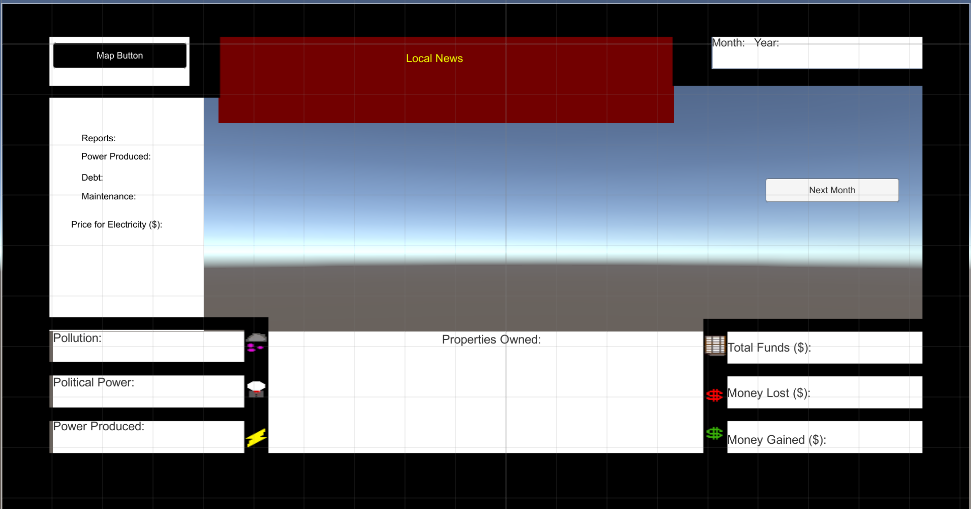 Map Button
Local News
Month: Year:
Reports:
Power Produced:
Debt:
Maintenance:
Price for Electricity ($):
Next Month
Pollution:
Political Power:
Power Produced:
Properties Owned:
Total Funds ($):
Money Lost ($):
Money Gained ($):